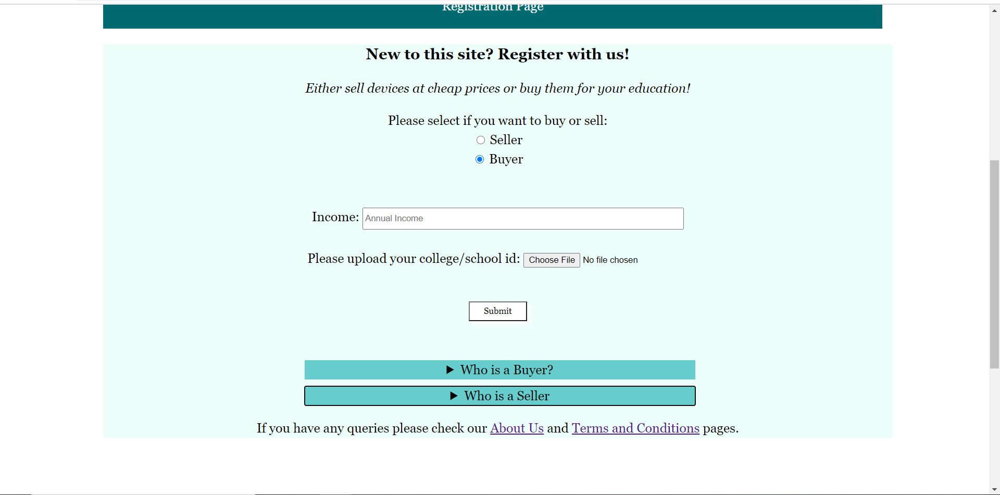 Registration Page
New to this site? Register with us!
Either sell devices at cheap prices or buy them for your education!
Please select if you want to buy or sell:
Seller
Buyer
Income: Annual Income
Please upload your college/school id: Choose File No file chosen
Submit
Who is a Buyer?
Who is a Seller
If you have any queries please check our About Us and Terms and Conditions pages.